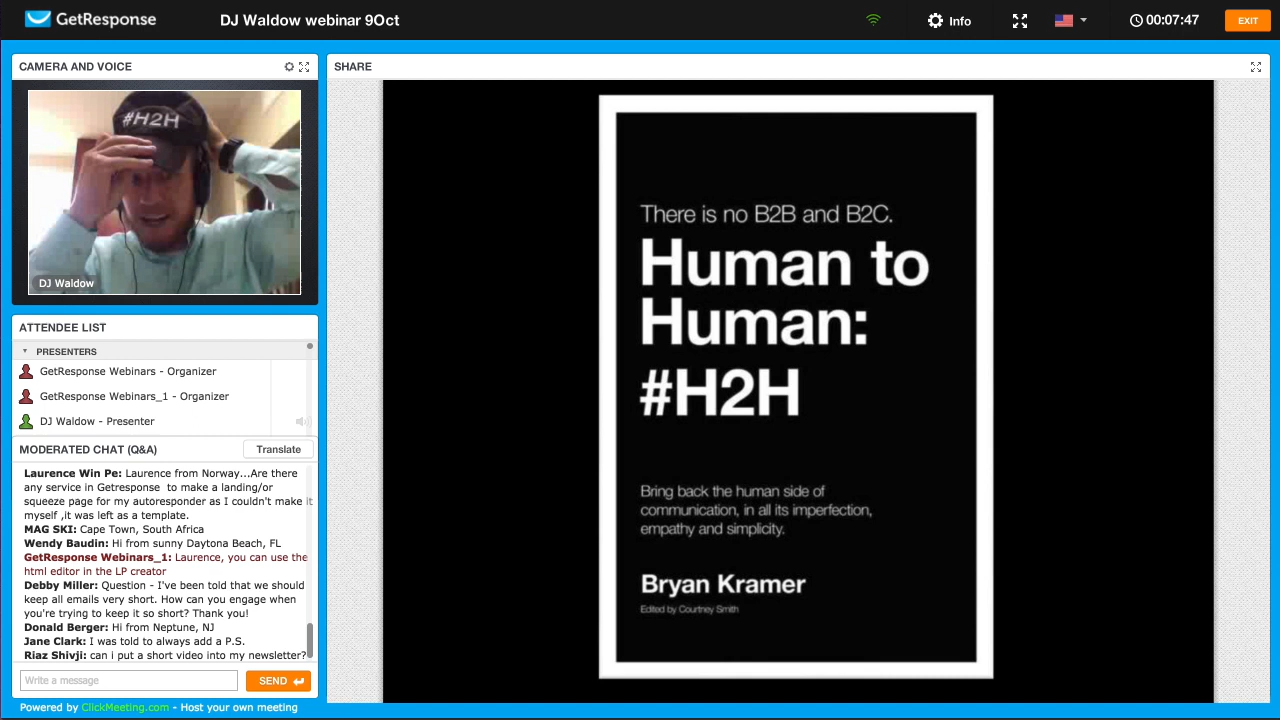 GetResponse
DJ Waldow webinar 9Oct
Info
00:07:47
EXIT
CAMERA AND VOICE
#H2H
DJ Waldow
ATTENDEE LIST
PRESENTERS
GetResponse Webinars - Organizer
GetResponse Webinars_1 - Organizer
DJ Waldow - Presenter
MODERATED CHAT (Q&A)
Translate
Laurence Win Pe: Laurence from Norway...Are there
any service in Getresponse to make a landing/or
squeeze page for my autoresponder as I couldn't make it
myself ,it was left as a template.
MAG SKI: Cape Town, South Africa
Wendy Baudin: Hi from sunny Daytona Beach, FL
GetResponse Webinars_1: Laurence, you can use the
html editor in the LP creator
Debby Miller: Question - I've been told that we should
keep all emails very short. How can you engage when
you're trying to keep it so short? Thank you!
Donald Berger: Hi from Neptune, NJ
Jane Clark: I was told to always add a P.S.
Riaz Shivji: can i put a short video into my newsletter?
Write a message
SEND
Powered by ClickMeeting.com - Host your own meeting
SHARE
There is no B2B and B2C.
Human to
Human:
#H2H
Bring back the human side of
communication, in all its imperfection,
empathy and simplicity.
Bryan Kramer
Edited by Courtney Smith